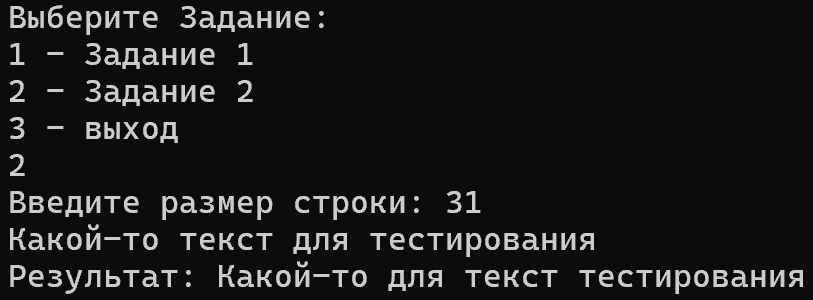 Выберите Задание:
1 - Задание 1
2 - Задание 2
3 - выход
2
Введите размер строки: 31
Какой-то текст для тестирования
Результат: Какой-то для текст тестирования